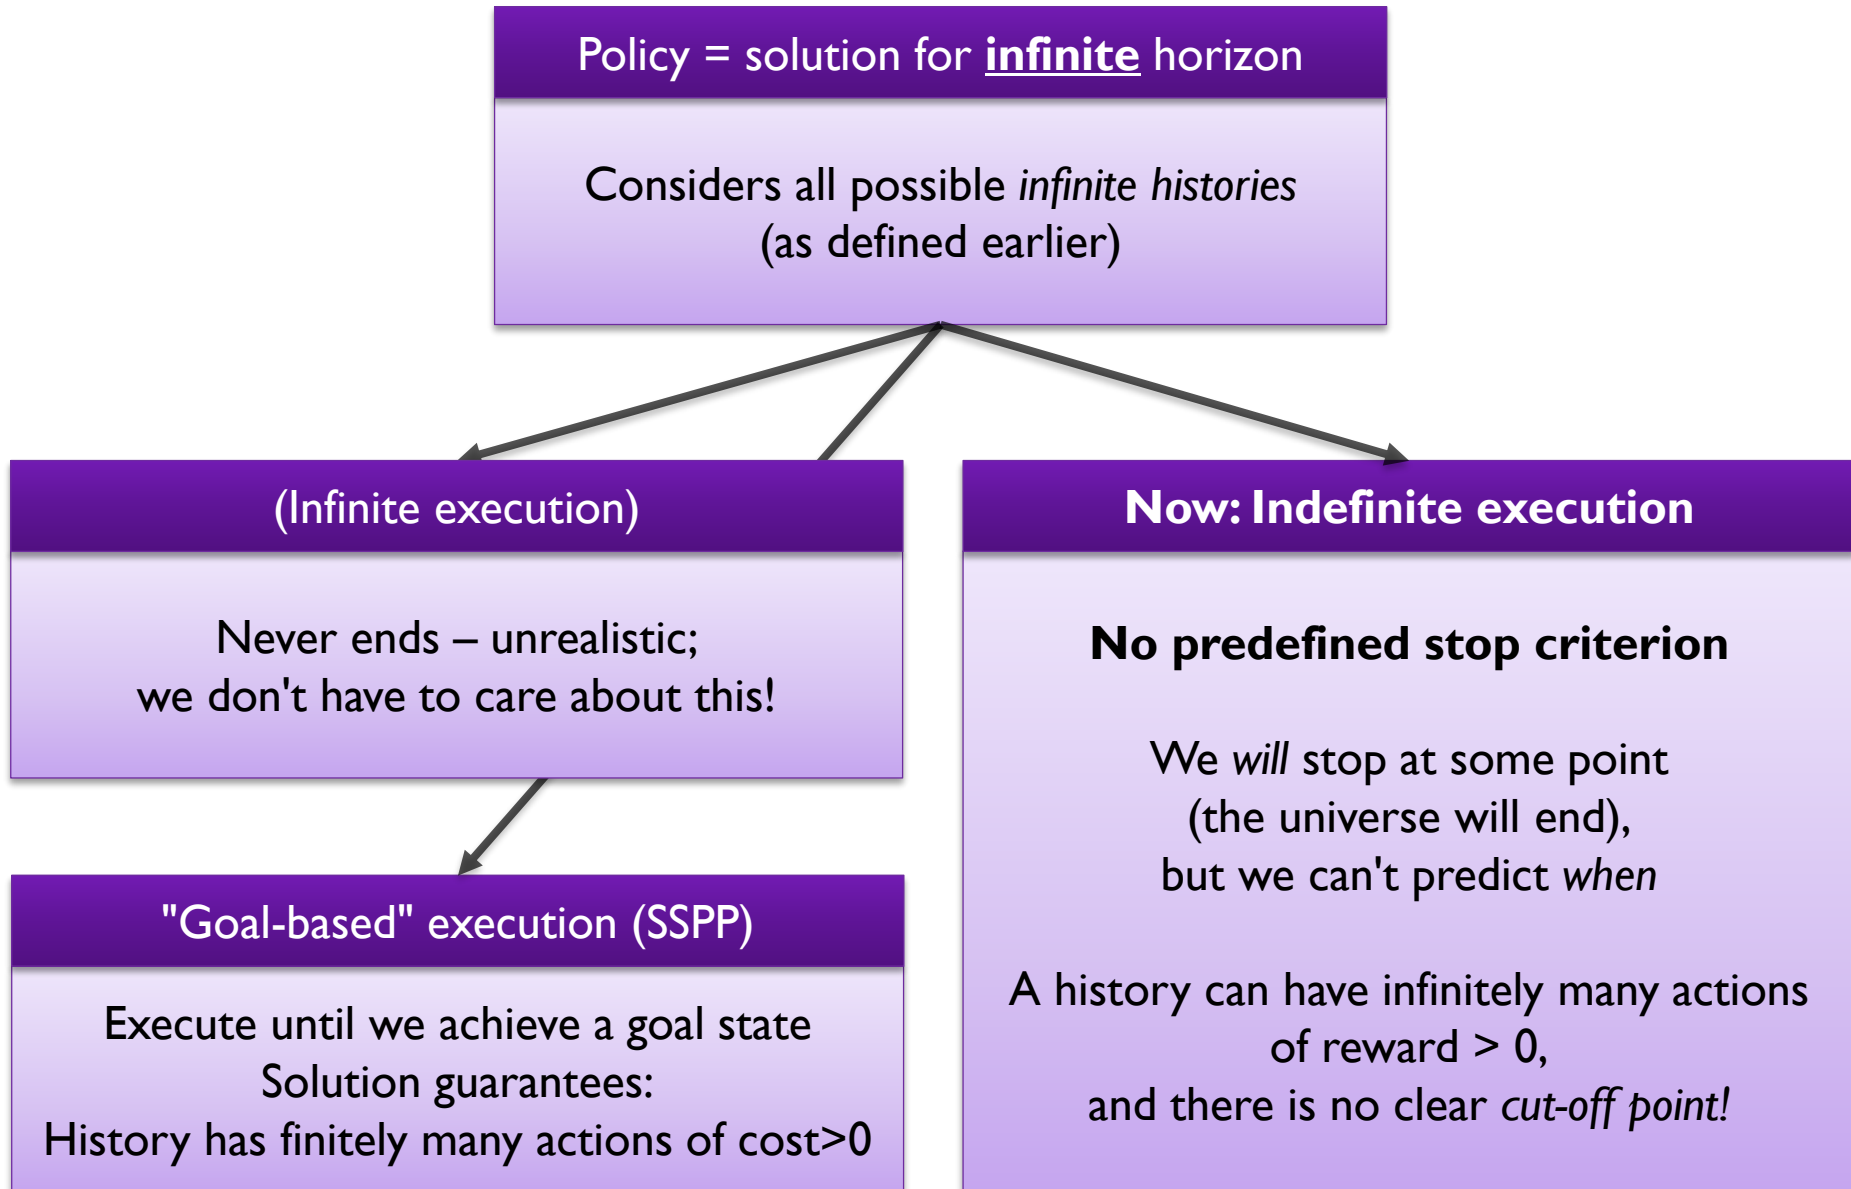 Policy = solution for infinite horizon
Considers all possible infinite histories
(as defined earlier)
(Infinite execution)
Never ends – unrealistic;
we don't have to care about this!
"Goal-based" execution (SSPP)
Execute until we achieve a goal state
Solution guarantees:
History has finitely many actions of cost>0
Now: Indefinite execution
No predefined stop criterion
We will stop at some point
(the universe will end),
but we can't predict when
A history can have infinitely many actions
of reward > 0,
and there is no clear cut-off point!